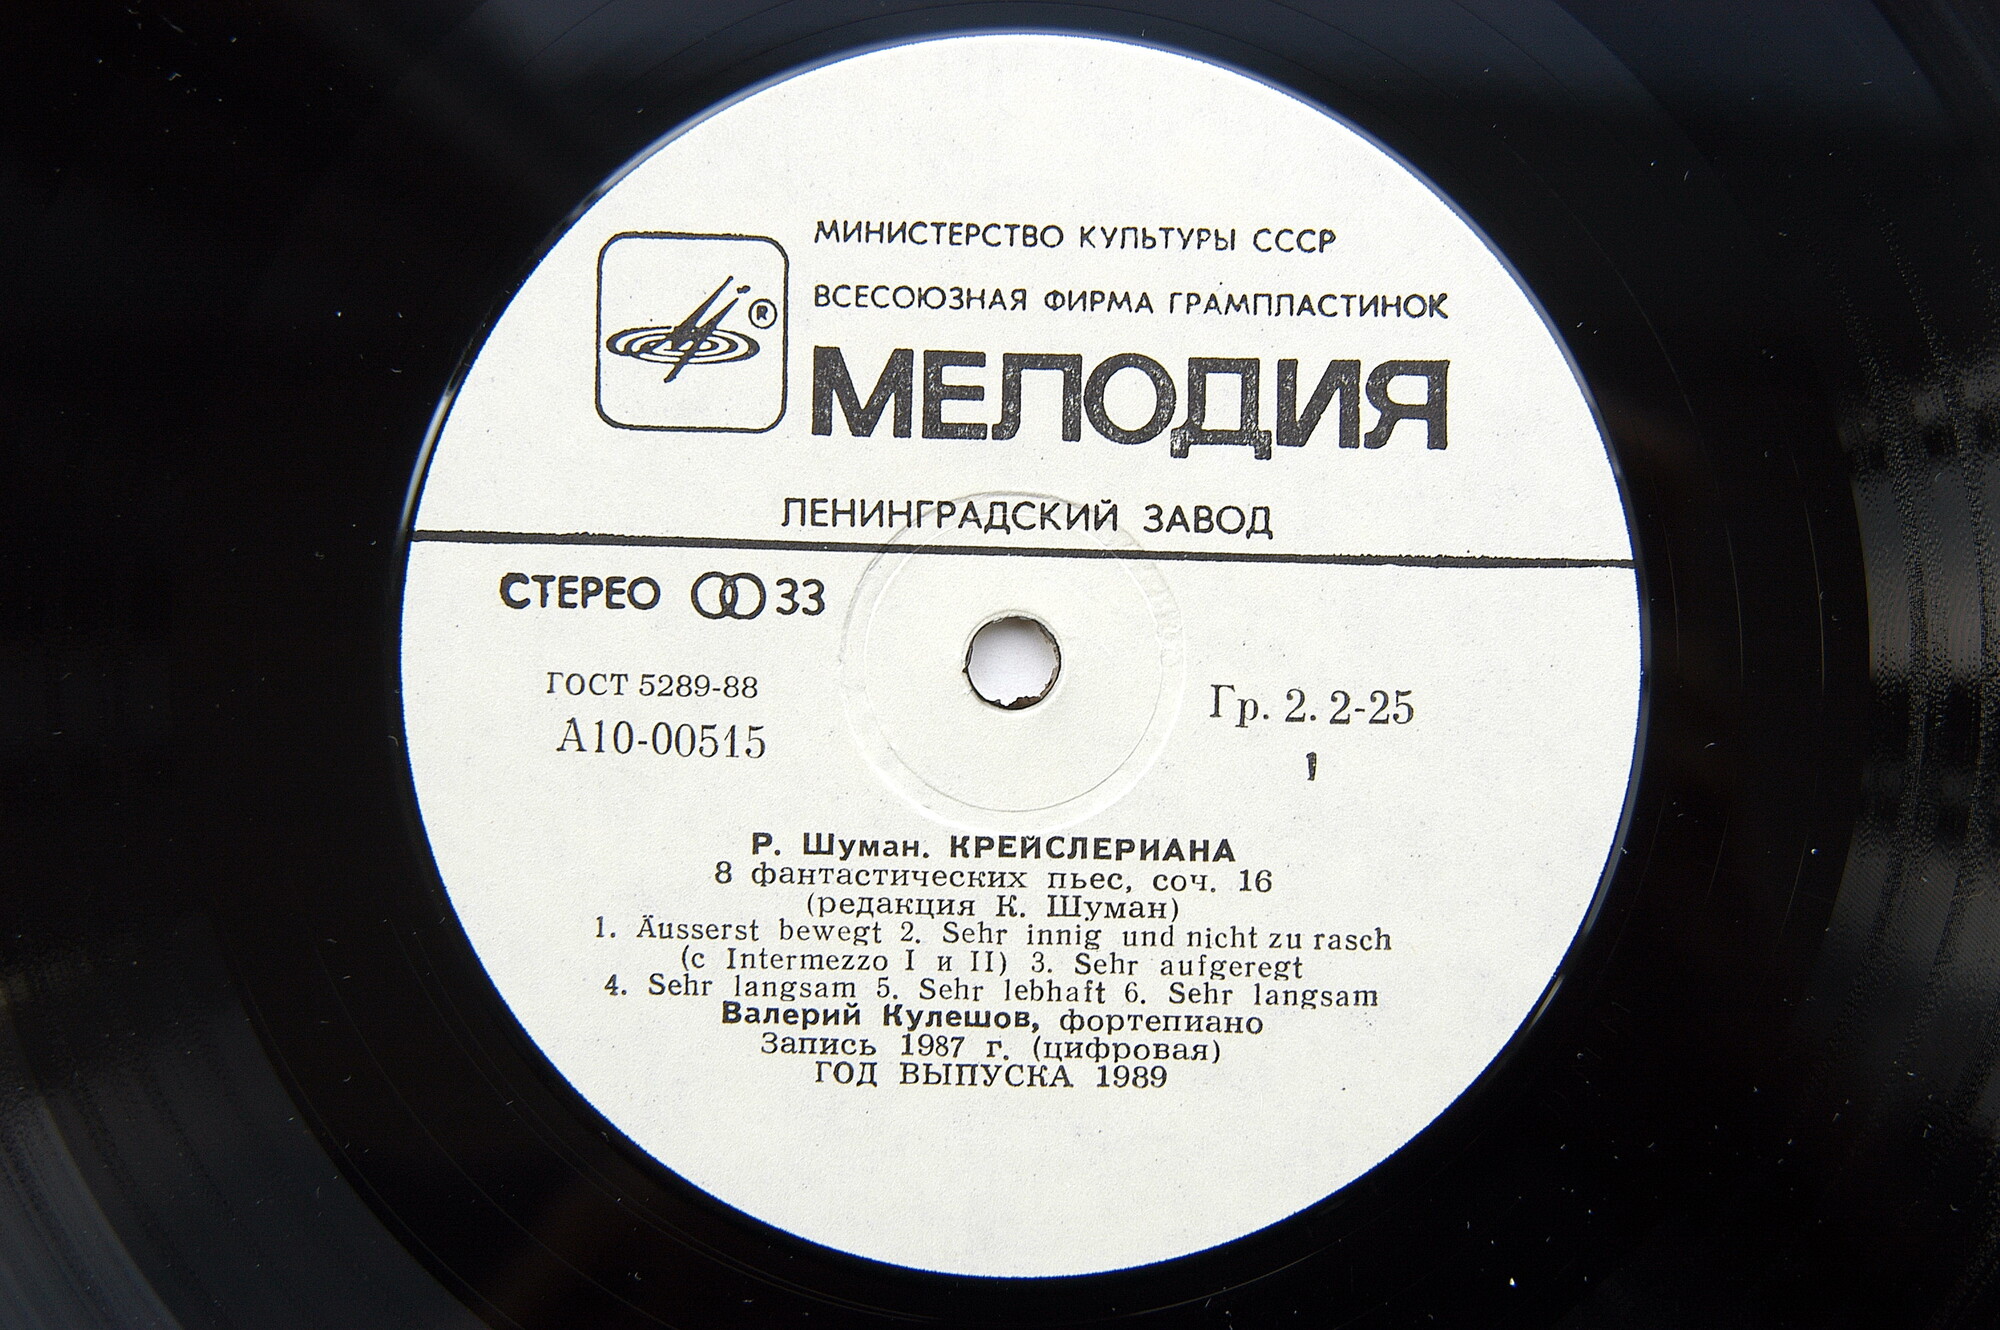 МИНИСТЕРСТВО КУЛЬТУРЫ СССР
ВСЕСОЮЗНАЯ ФИРМА ГРАМПЛАСТИНОК
®
МЕЛОДИЯ
ЛЕНИНГРАДСКИЙ ЗАВОД
СТЕРЕО 33
ГОСТ 5289-88
А10-00515
Гр. 2. 2-25
1
Р. Шуман. КРЕЙСЛЕРИАНА
8 фантастических пьес, соч. 16
(редакция К. Шуман)
1. Äusserst bewegt 2. Sehr innig und nicht zu rasch
(с Intermezzo I и II) 3. Sehr aufgeregt
4. Sehr langsam 5. Sehr lebhaft 6. Sehr langsam
Валерий Кулешов, фортепиано
Запись 1987 г. (цифровая)
ГОД ВЫПУСКА 1989